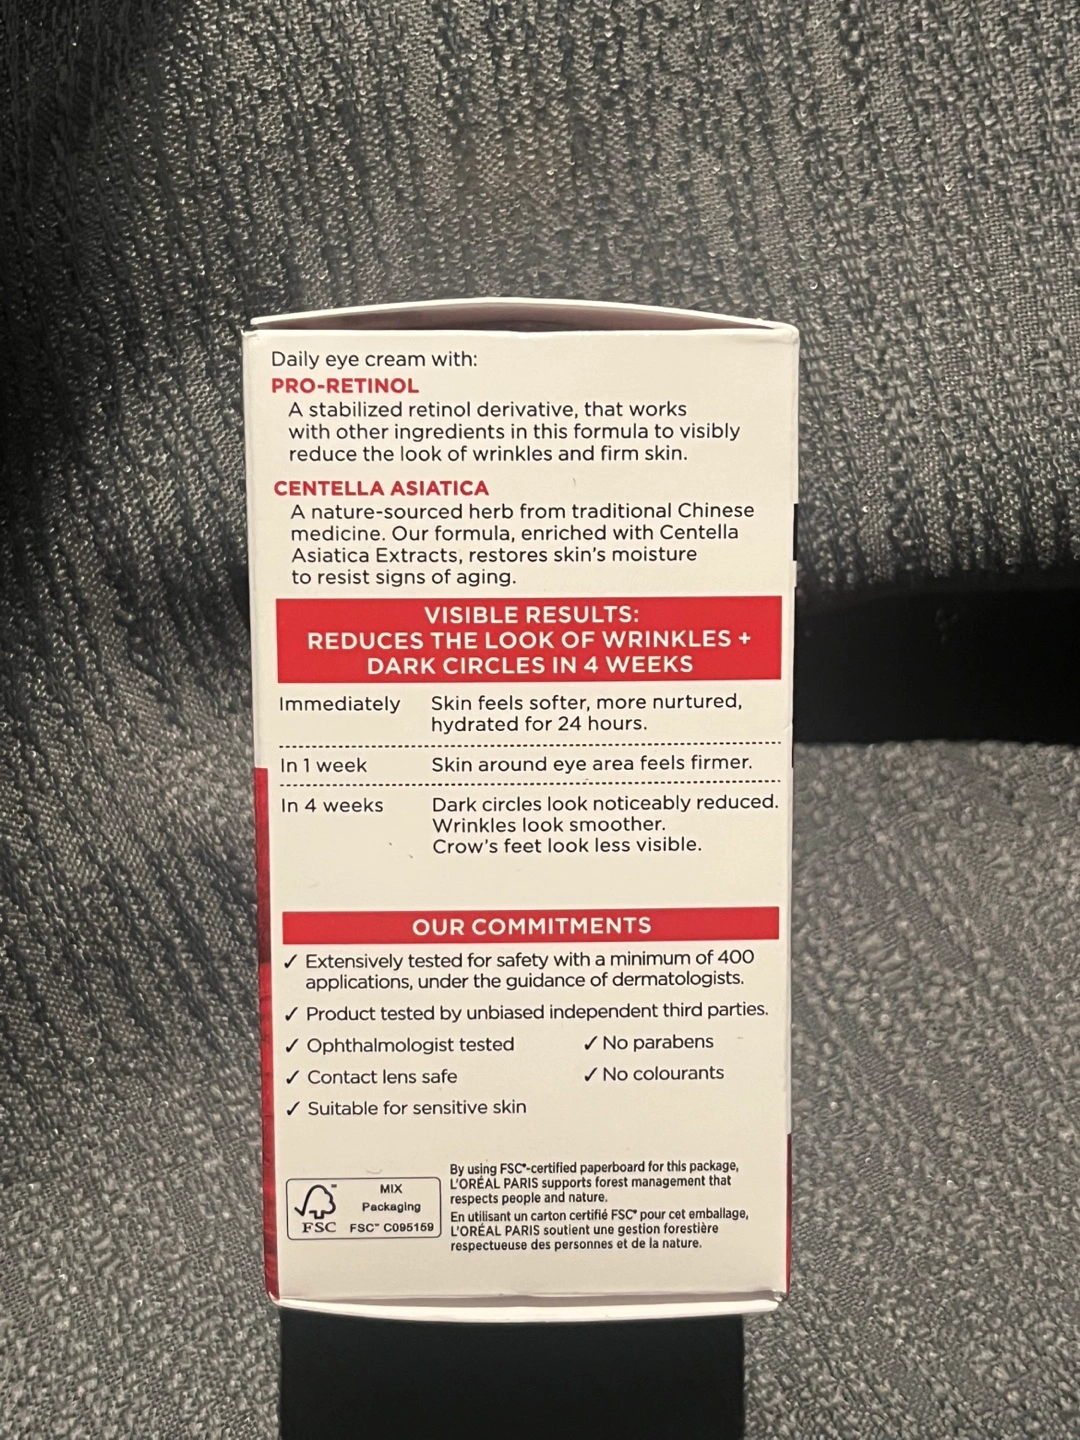 Daily eye cream with:
PRO-RETINOL
A stabilized retinol derivative, that works
with other ingredients in this formula to visibly
reduce the look of wrinkles and firm skin.
CENTELLA ASIATICA
A nature-sourced herb from traditional Chinese
medicine. Our formula, enriched with Centella
Asiatica Extracts, restores skin's moisture
to resist signs of aging.
VISIBLE RESULTS:
REDUCES THE LOOK OF WRINKLES +
DARK CIRCLES IN 4 WEEKS
Immediately Skin feels softer, more nurtured,
hydrated for 24 hours.
In 1 week Skin around eye area feels firmer.
In 4 weeks Dark circles look noticeably reduced.
Wrinkles look smoother.
Crow's feet look less visible.
OUR COMMITMENTS
✓ Extensively tested for safety with a minimum of 400
applications, under the guidance of dermatologists.
✓ Product tested by unbiased independent third parties.
✓ Ophthalmologist tested ✓ No parabens
✓ Contact lens safe ✓ No colourants
✓ Suitable for sensitive skin
FSC™
MIX
Packaging
FSC™ C095159
By using FSC®-certified paperboard for this package,
L'ORÉAL PARIS supports forest management that
respects people and nature.
En utilisant un carton certifié FSC® pour cet emballage,
L'ORÉAL PARIS soutient une gestion forestière
respectueuse des personnes et de la nature.